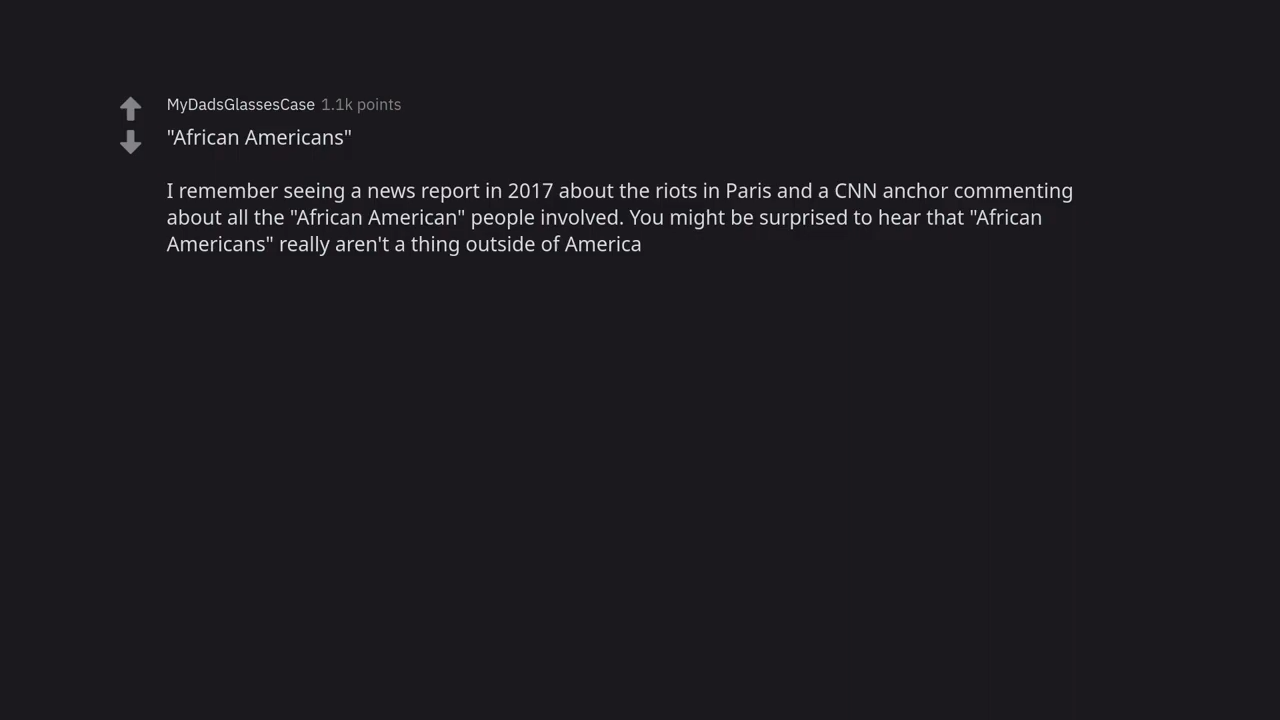 MyDadsGlassesCase 1.1k points
"African Americans"
I remember seeing a news report in 2017 about the riots in Paris and a CNN anchor commenting
about all the "African American" people involved. You might be surprised to hear that "African
Americans" really aren't a thing outside of America